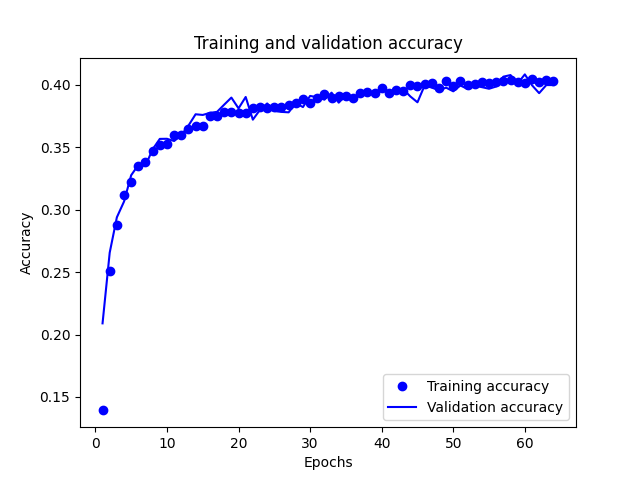 Training and validation accuracy
0.40
0.35
0.30
0.25
0.20
0.15
Accuracy
Training accuracy
Validation accuracy
0 10 20 30 40 50 60
Epochs